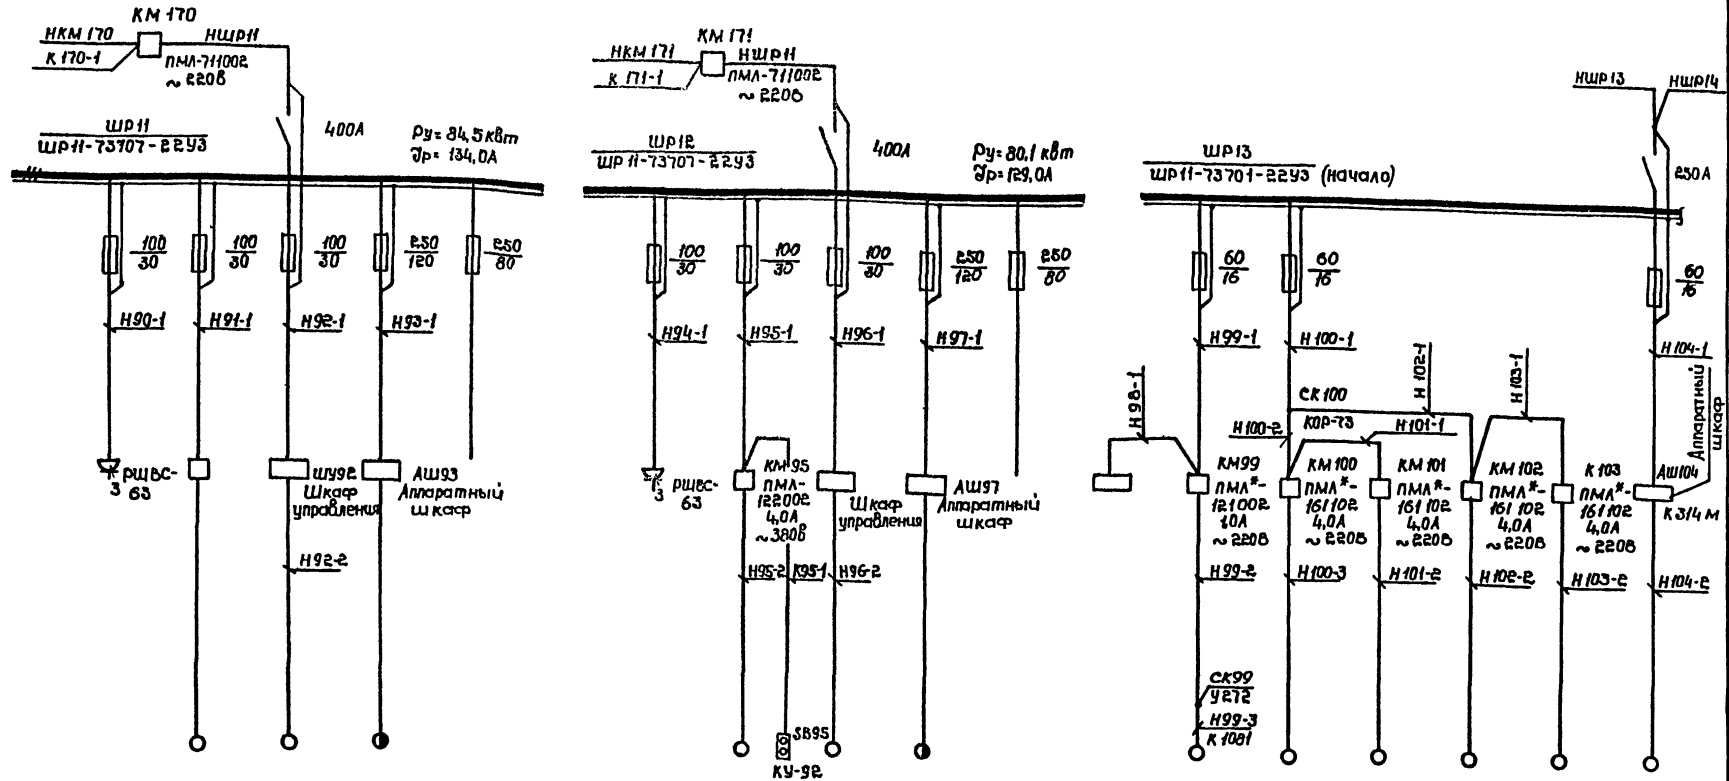 КМ 170
НКМ 170
НШР11
К 170-1
ПМЛ-711002
~ 220В
400А
ШР11
ШР11-73707-22У3
Ру= 84,5 кВт
Jр= 134,0А
100
30
100
30
100
30
250
120
250
80
Н90-1
Н91-1
Н92-1
Н93-1
3
РШВС-
63
ШУ92
Шкаф
управления
АШ93
Аппаратный
шкаф
Н92-2
КМ 171
НКМ 171
НШР11
К 171-1
ПМЛ-711002
~ 220В
400А
ШР12
ШР11-73707-22У3
Ру= 80,1 кВт
Jр= 129,0А
100
30
100
30
100
30
250
120
250
80
Н94-1
Н95-1
Н96-1
Н97-1
3
РШВС-
63
КМ 95
ПМЛ-
122002
4,0А
~ 380В
Шкаф
управления
АШ97
Аппаратный
шкаф
Н95-2
К95-1
Н96-2
SB95
КУ-92
НШР13
НШР14
ШР13
ШР11-73701-22У3 (начало)
250А
60
16
60
16
60
16
Н99-1
Н100-1
Н104-1
Н98-1
СК100
КОР-73
Н102-1
Н103-1
Н100-2
Н101-1
Аппаратный
шкаф
КМ99
ПМЛ*-
121002
1,0А
~ 220В
КМ100
ПМЛ*-
161102
4,0А
~ 220В
КМ101
ПМЛ*-
161102
4,0А
~ 220В
КМ102
ПМЛ*-
161102
4,0А
~ 220В
К103
ПМЛ*-
161102
4,0А
~ 220В
АШ104
К314М
Н99-2
Н100-3
Н101-2
Н102-2
Н103-2
Н104-2
СК99
У272
Н99-3
К1081